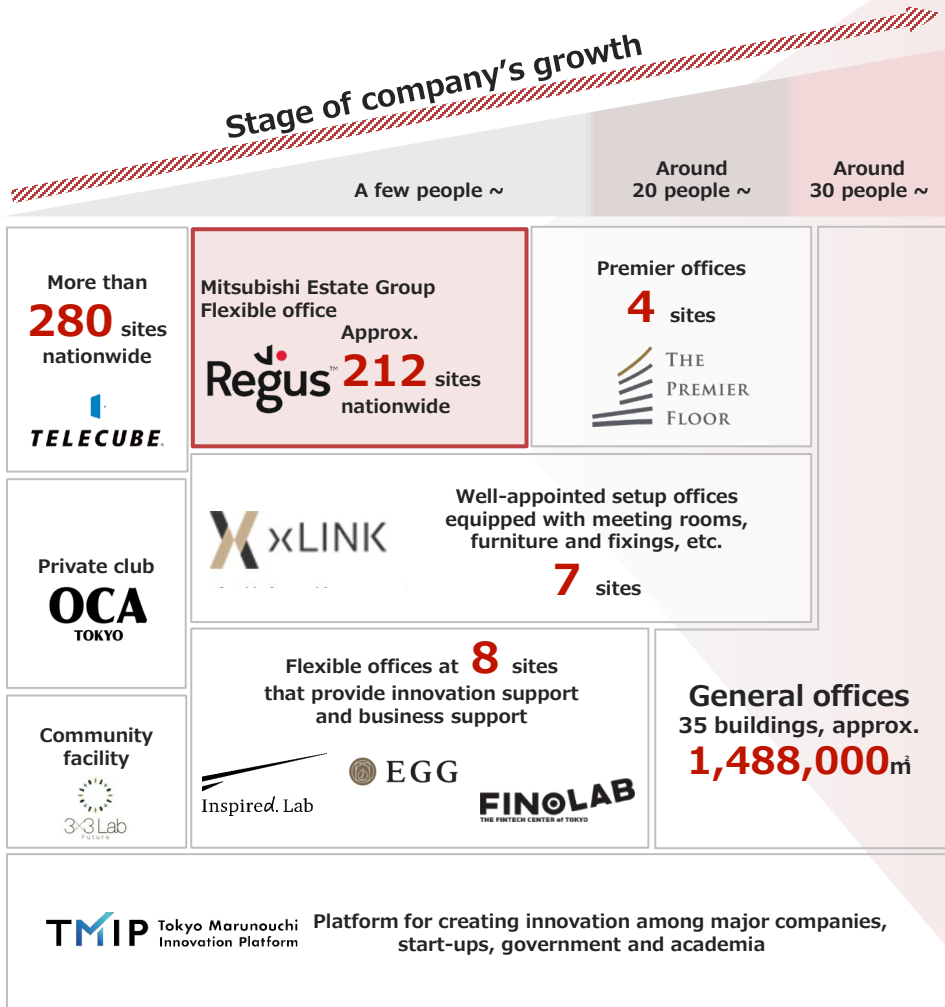 Stage of company's growth
A few people ~
Around
20 people ~
Around
30 people ~
More than
280 sites
nationwide
TELECUBE.
Mitsubishi Estate Group
Flexible office
Regus™
Approx.
212 sites
nationwide
Premier offices
4 sites
THE
PREMIER
FLOOR
Private club
OCA
TOKYO
xLINK
Well-appointed setup offices
equipped with meeting rooms,
furniture and fixings, etc.
7 sites
Community
facility
3×3 Lab
Future
Flexible offices at 8 sites
that provide innovation support
and business support
Inspired. Lab
EGG
FINOLAB
THE FINTECH CENTER of TOKYO
General offices
35 buildings, approx.
1,488,000㎡
TMIP
Tokyo Marunouchi
Innovation Platform
Platform for creating innovation among major companies,
start-ups, government and academia